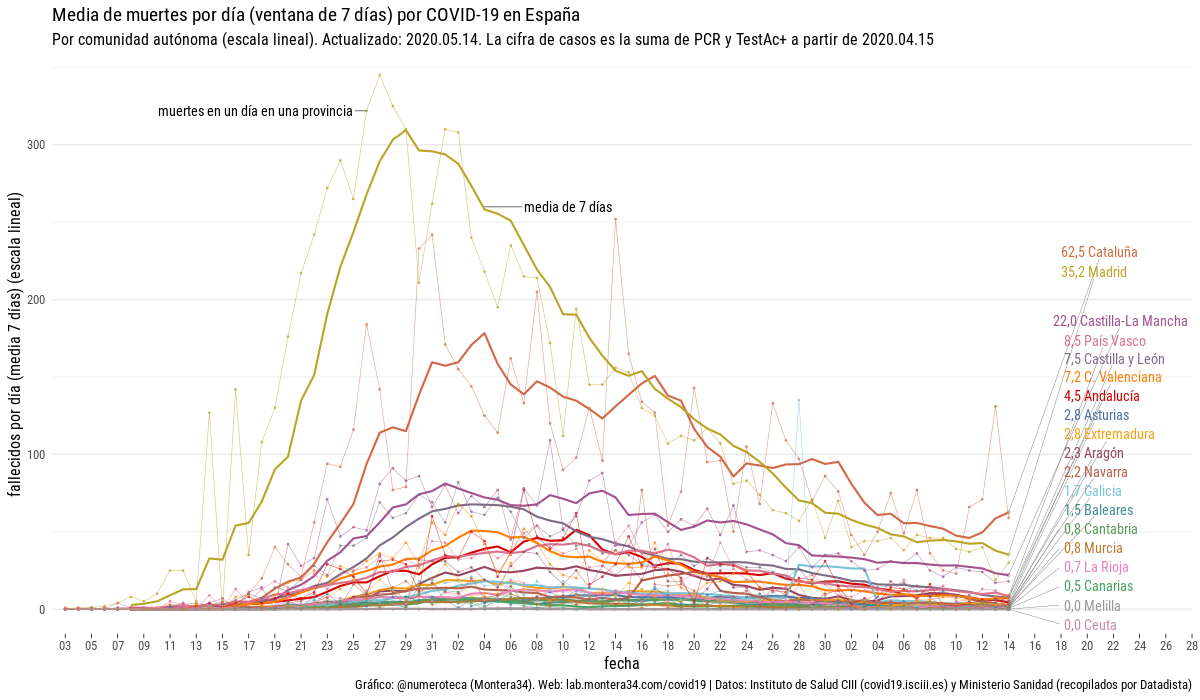 Media de muertes por día (ventana de 7 días) por COVID-19 en España
Por comunidad autónoma (escala lineal). Actualizado: 2020.05.14. La cifra de casos es la suma de PCR y TestAc+ a partir de 2020.04.15
fallecidos por día (media 7 días) (escala lineal)
300
200
100
0
muertes en un día en una provincia
media de 7 días
62,5 Cataluña
35,2 Madrid
22,0 Castilla-La Mancha
8,5 País Vasco
7,5 Castilla y León
7,2 C. Valenciana
4,5 Andalucía
2,8 Asturias
2,8 Extremadura
2,3 Aragón
2,2 Navarra
1,7 Galicia
1,5 Baleares
0,8 Cantabria
0,8 Murcia
0,7 La Rioja
0,5 Canarias
0,0 Melilla
0,0 Ceuta
03 05 07 09 11 13 15 17 19 21 23 25 27 29 31 02 04 06 08 10 12 14 16 18 20 22 24 26 28 30 02 04 06 08 10 12 14 16 18 20 22 24 26 28
fecha
Gráfico: @numeroteca (Montera34). Web: lab.montera34.com/covid19 | Datos: Instituto de Salud CIII (covid19.isciii.es) y Ministerio Sanidad (recopilados por Datadista)